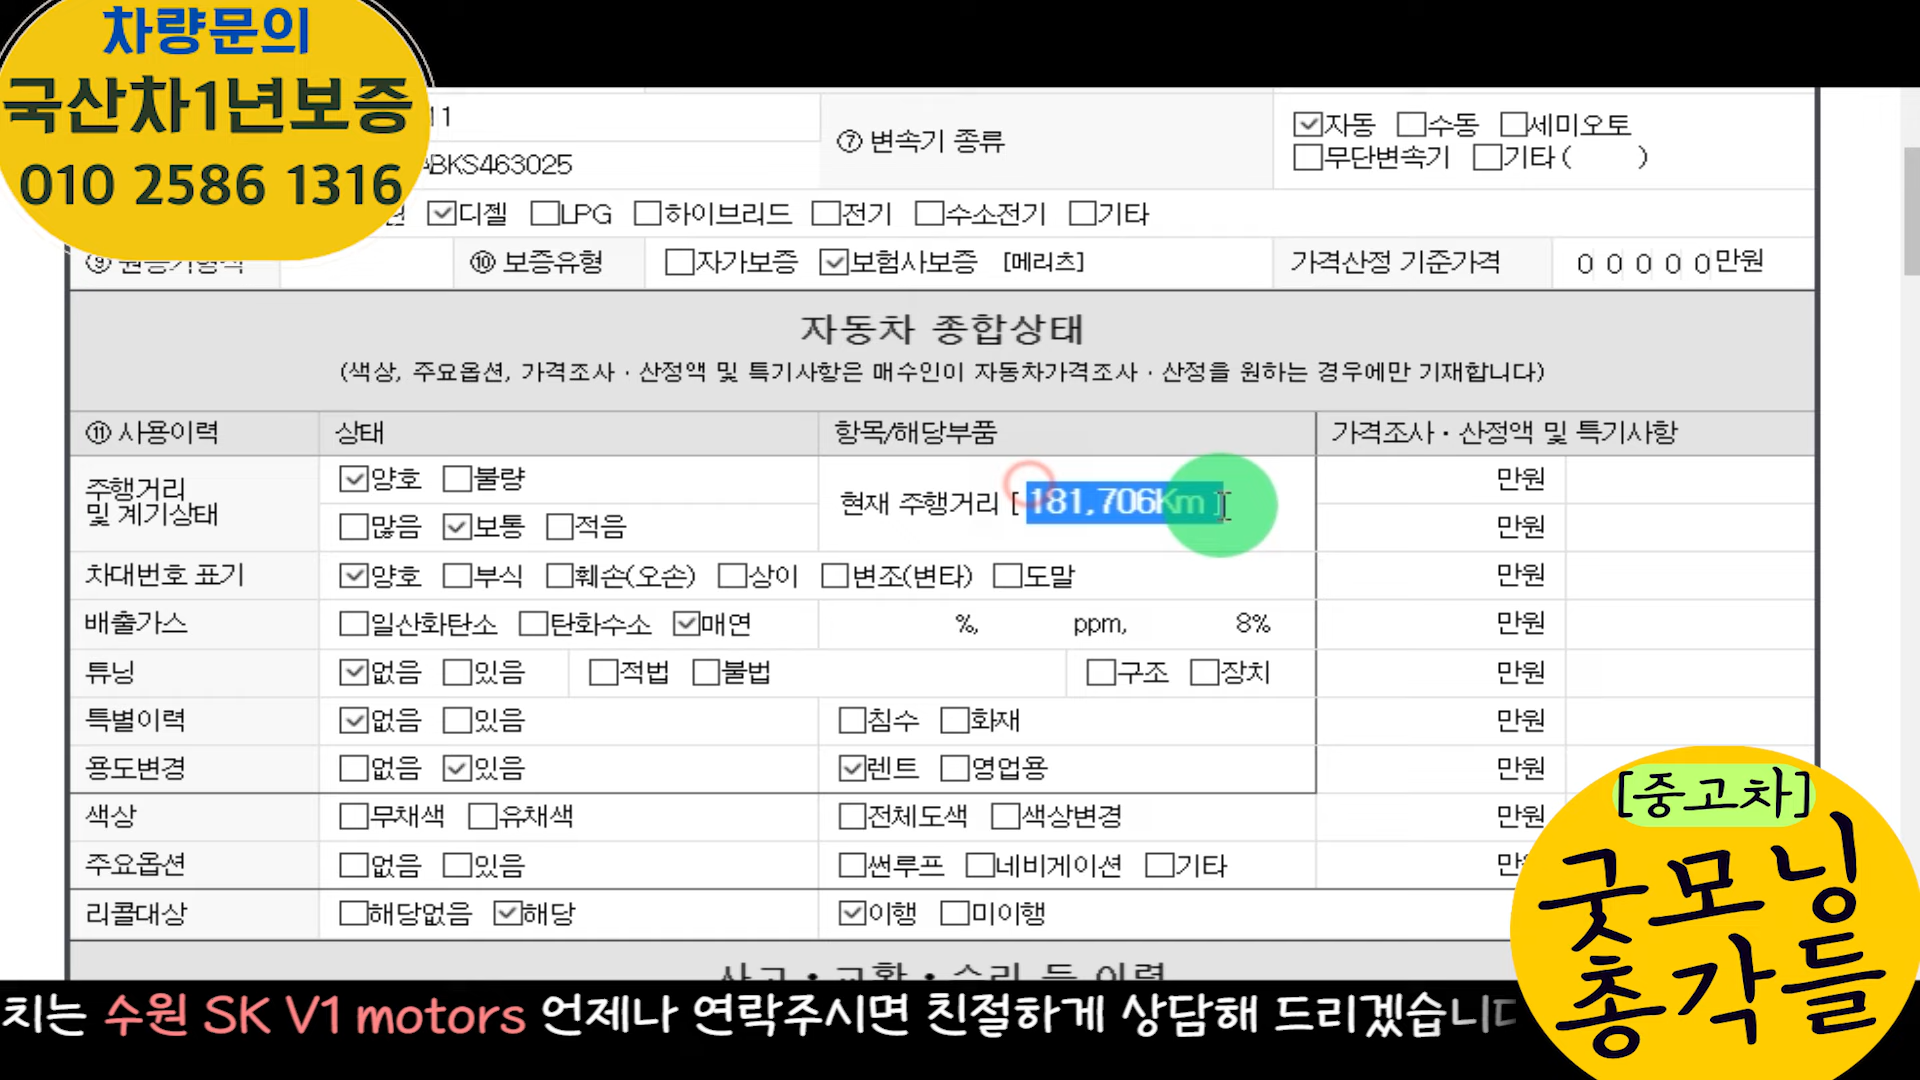 차량문의
국산차1년보증
010 2586 1316
11
ABKS463025
⑦ 변속기 종류
☑자동 ☐수동 ☐세미오토
☐무단변속기 ☐기타 ( )
☑디젤 ☐LPG ☐하이브리드 ☐전기 ☐수소전기 ☐기타
⑨ 원동기형식 ⑩ 보증유형 ☐자가보증 ☑보험사보증 [메리츠] 가격산정 기준가격 0 0 0 0 0만원
자동차 종합상태
(색상, 주요옵션, 가격조사 · 산정액 및 특기사항은 매수인이 자동차가격조사 · 산정을 원하는 경우에만 기재합니다)
⑪ 사용이력 상태 항목/해당부품 가격조사 · 산정액 및 특기사항
주행거리
및 계기상태
☑양호 ☐불량
☐많음 ☑보통 ☐적음
현재 주행거리 [ 181,706Km ]
만원
만원
차대번호 표기 ☑양호 ☐부식 ☐훼손(오손) ☐상이 ☐변조(변타) ☐도말 만원
배출가스 ☐일산화탄소 ☐탄화수소 ☑매연 %, ppm, 8% 만원
튜닝 ☑없음 ☐있음 ☐적법 ☐불법 ☐구조 ☐장치 만원
특별이력 ☑없음 ☐있음 ☐침수 ☐화재 만원
용도변경 ☐없음 ☑있음 ☑렌트 ☐영업용 만원
색상 ☐무채색 ☐유채색 ☐전체도색 ☐색상변경 만원
주요옵션 ☐없음 ☐있음 ☐썬루프 ☐네비게이션 ☐기타 만원
리콜대상 ☐해당없음 ☑해당 ☑이행 ☐미이행
사고 · 교환 · 수리 등 이력
[중고차]
굿모닝
총각들
치는 수원 SK V1 motors 언제나 연락주시면 친절하게 상담해 드리겠습니다